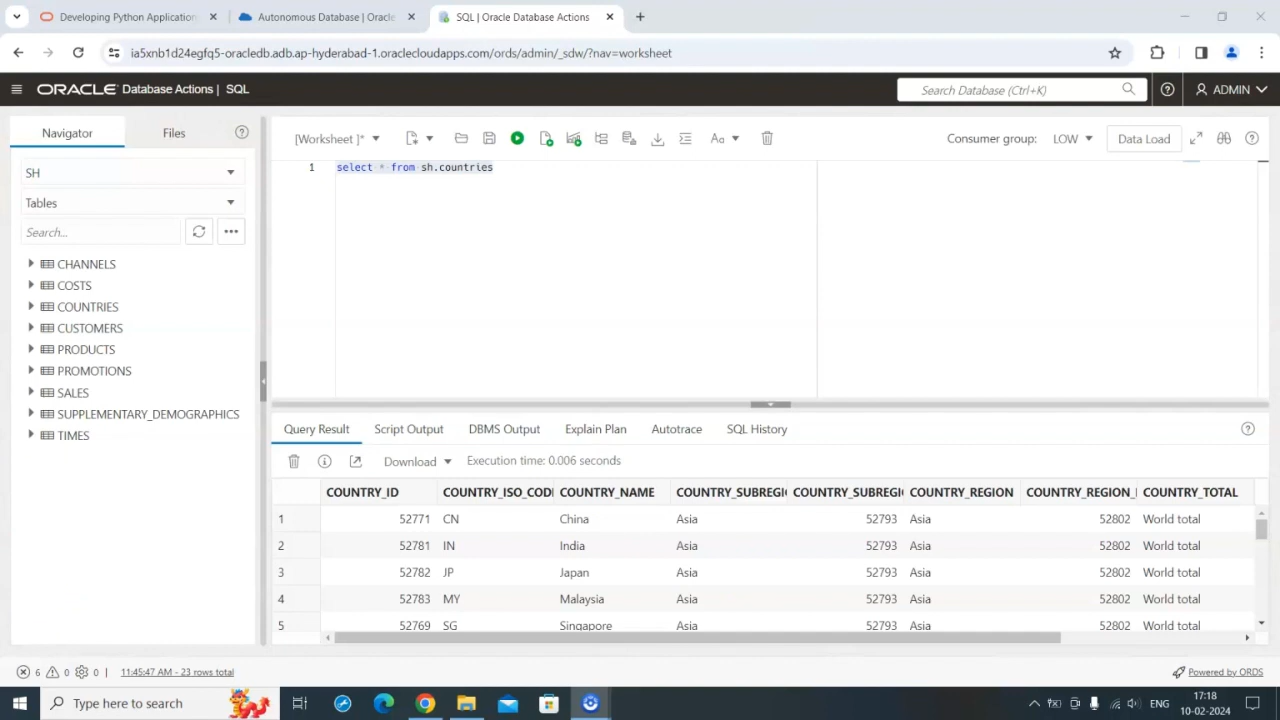 Developing Python Application
Autonomous Database | Oracle
SQL | Oracle Database Actions
ia5xnb1d24egfq5-oracledb.adb.ap-hyderabad-1.oraclecloudapps.com/ords/admin/_sdw/?nav=worksheet
ORACLE Database Actions | SQL
Search Database (Ctrl+K)
ADMIN
Navigator
Files
[Worksheet ]*
Aa
Consumer group: LOW
Data Load
SH
Tables
Search...
CHANNELS
COSTS
COUNTRIES
CUSTOMERS
PRODUCTS
PROMOTIONS
SALES
SUPPLEMENTARY_DEMOGRAPHICS
TIMES
1 select * from sh.countries
Query Result
Script Output
DBMS Output
Explain Plan
Autotrace
SQL History
Download
Execution time: 0.006 seconds
COUNTRY_ID COUNTRY_ISO_CODI COUNTRY_NAME COUNTRY_SUBREGI COUNTRY_SUBREGI COUNTRY_REGION COUNTRY_REGION_ COUNTRY_TOTAL
1 52771 CN China Asia 52793 Asia 52802 World total
2 52781 IN India Asia 52793 Asia 52802 World total
3 52782 JP Japan Asia 52793 Asia 52802 World total
4 52783 MY Malaysia Asia 52793 Asia 52802 World total
5 52769 SG Singapore Asia 52793 Asia 52802 World total
6 0 0 | 11:45:47 AM - 23 rows total
Powered by ORDS
Type here to search
ENG
17:18
10-02-2024